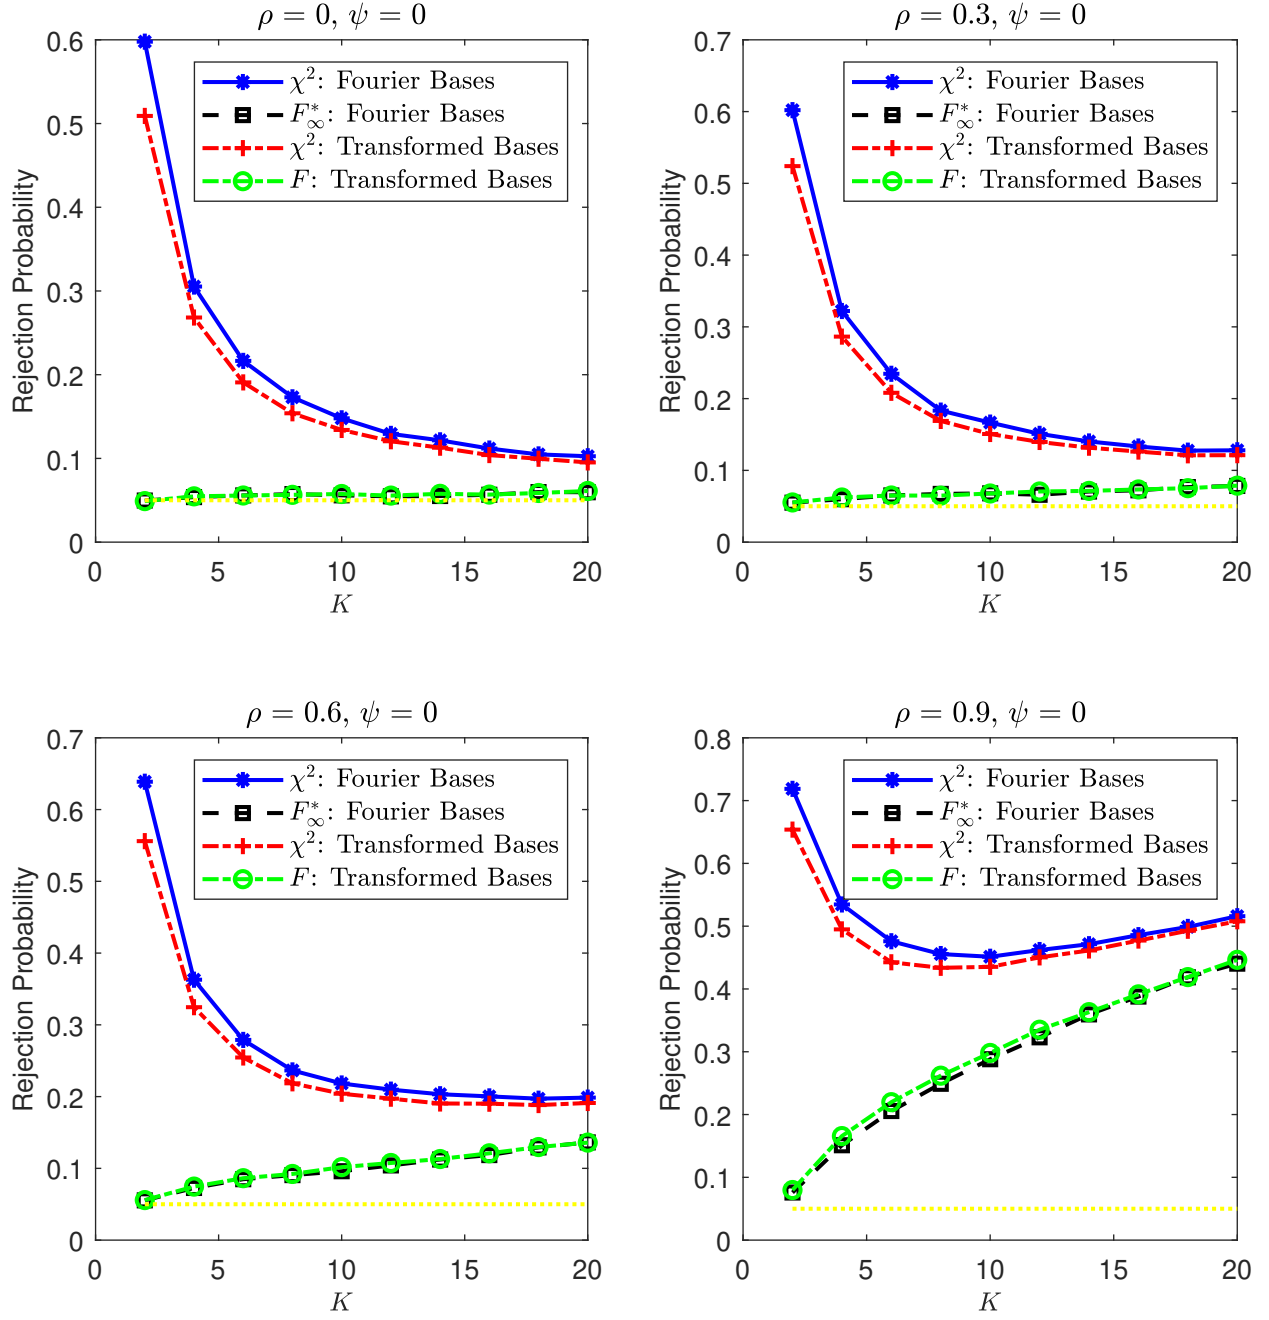 ρ = 0, ψ = 0
0.6
0.5
0.4
0.3
0.2
0.1
0
Rejection Probability
χ²: Fourier Bases
F*∞: Fourier Bases
χ²: Transformed Bases
F: Transformed Bases
0 5 10 15 20
K
ρ = 0.3, ψ = 0
0.7
0.6
0.5
0.4
0.3
0.2
0.1
0
Rejection Probability
χ²: Fourier Bases
F*∞: Fourier Bases
χ²: Transformed Bases
F: Transformed Bases
0 5 10 15 20
K
ρ = 0.6, ψ = 0
0.7
0.6
0.5
0.4
0.3
0.2
0.1
0
Rejection Probability
χ²: Fourier Bases
F*∞: Fourier Bases
χ²: Transformed Bases
F: Transformed Bases
0 5 10 15 20
K
ρ = 0.9, ψ = 0
0.8
0.7
0.6
0.5
0.4
0.3
0.2
0.1
0
Rejection Probability
χ²: Fourier Bases
F*∞: Fourier Bases
χ²: Transformed Bases
F: Transformed Bases
0 5 10 15 20
K